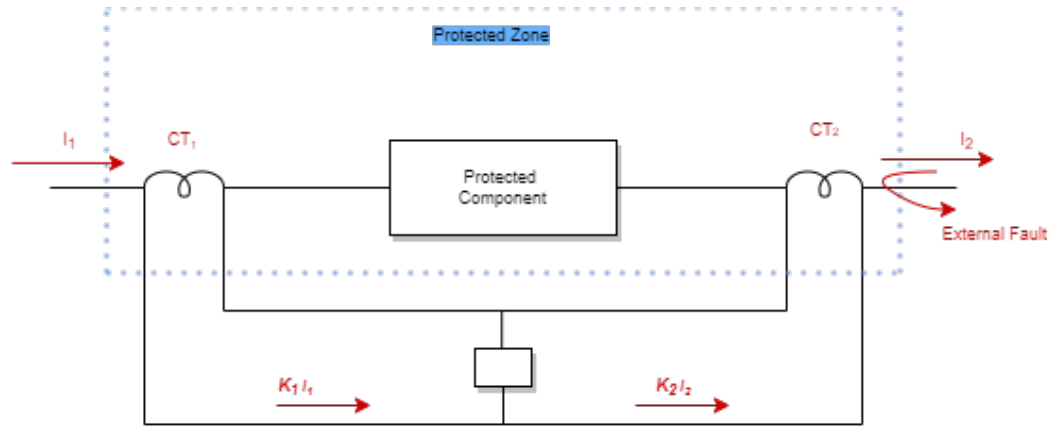 Protected Zone
I₁
CT₁
CT₂
I₂
Protected
Component
External Fault
K₁ I₁
K₂ I₂